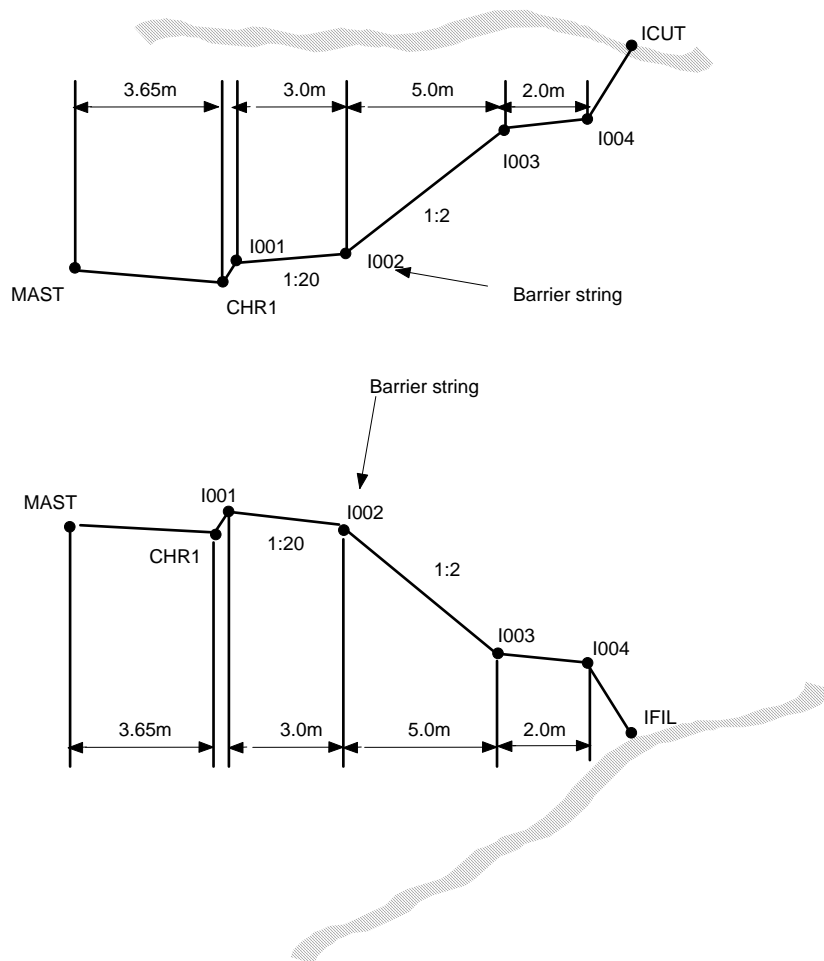 ICUT
3.65m 3.0m 5.0m 2.0m
I004
I003
1:2
I001
I002
1:20
MAST
CHR1
Barrier string
Barrier string
MAST
I001
I002
CHR1
1:20
1:2
I003
I004
IFIL
3.65m 3.0m 5.0m 2.0m